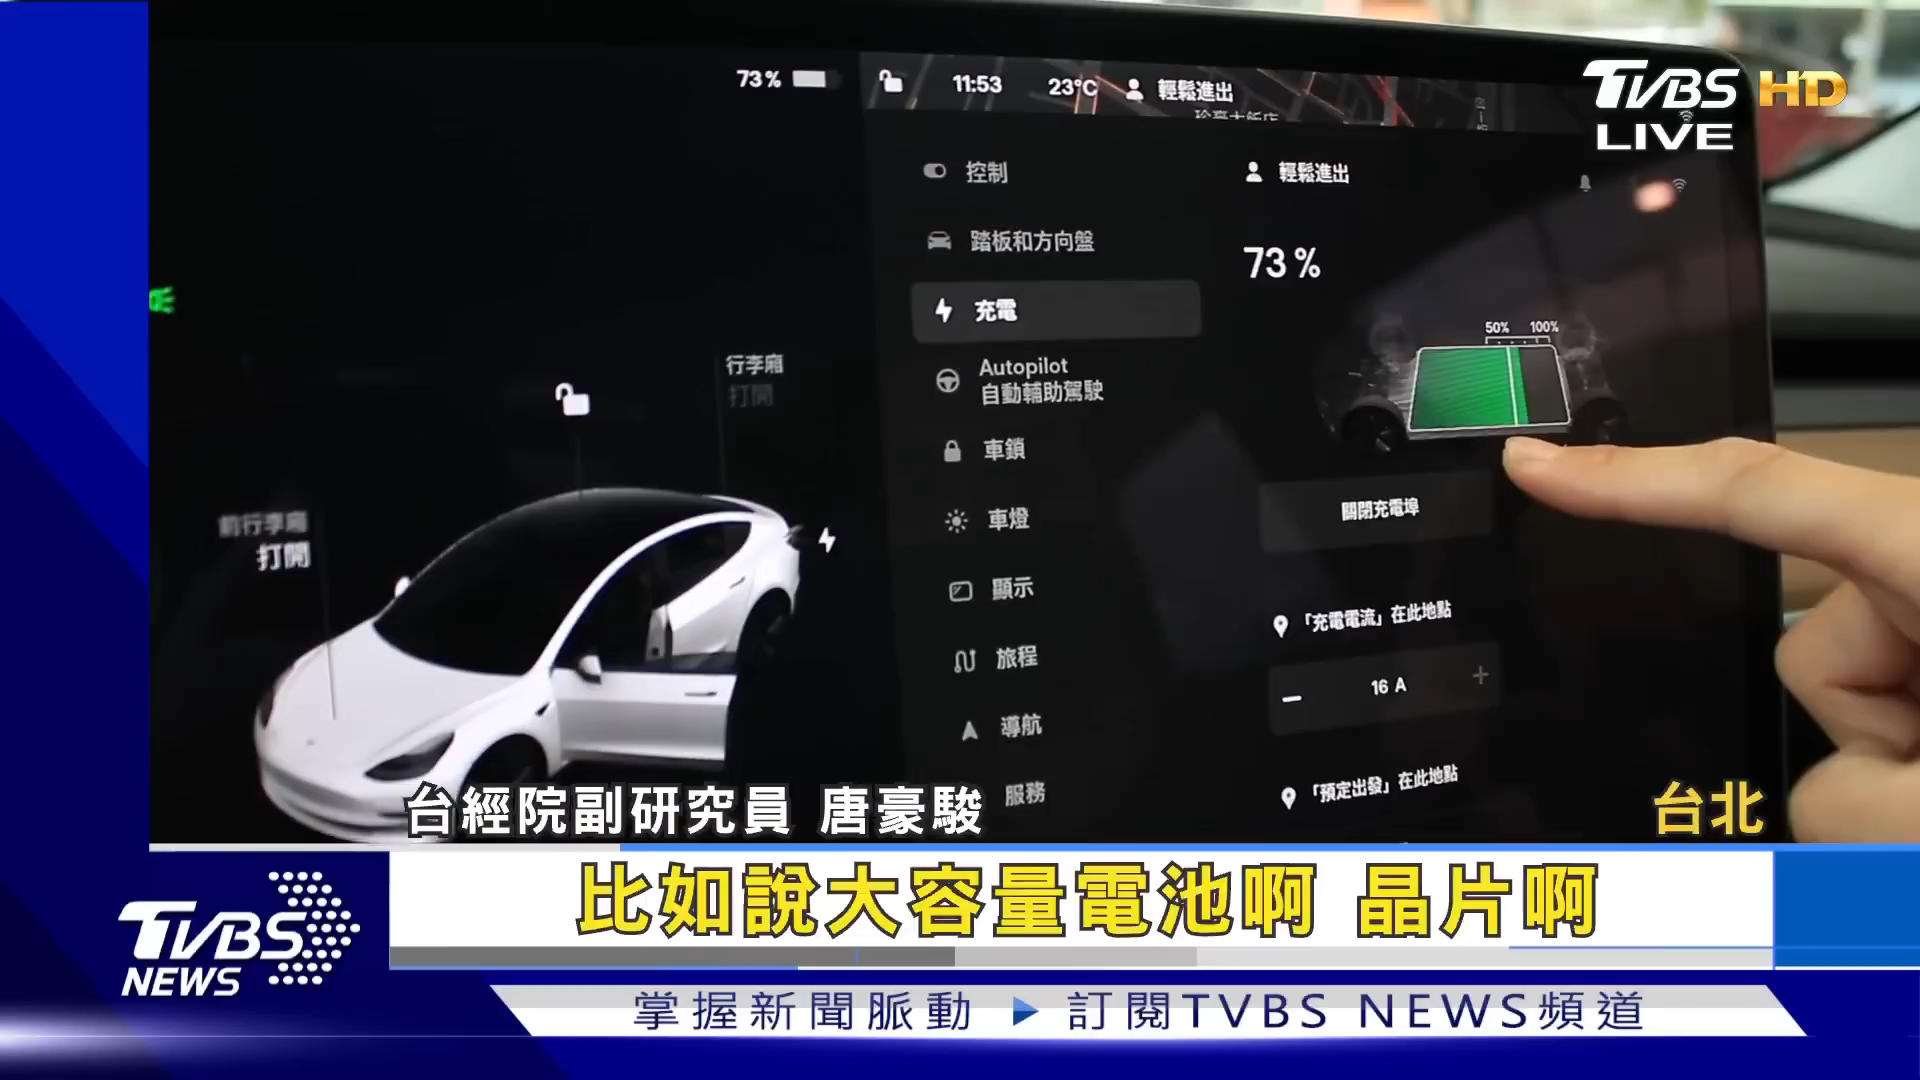 73%
11:53
23°C
輕鬆進出
TVBS HD
LIVE
控制
踏板和方向盤
充電
Autopilot
自動輔助駕駛
車鎖
車燈
顯示
旅程
導航
服務
輕鬆進出
73%
50%
100%
關閉充電埠
「充電電流」在此地點
16 A
「預定出發」在此地點
行李廂
打開
前行李廂
打開
台經院副研究員 唐豪駿
台北
比如說大容量電池啊 晶片啊
TVBS
NEWS
掌握新聞脈動
訂閱TVBS NEWS頻道